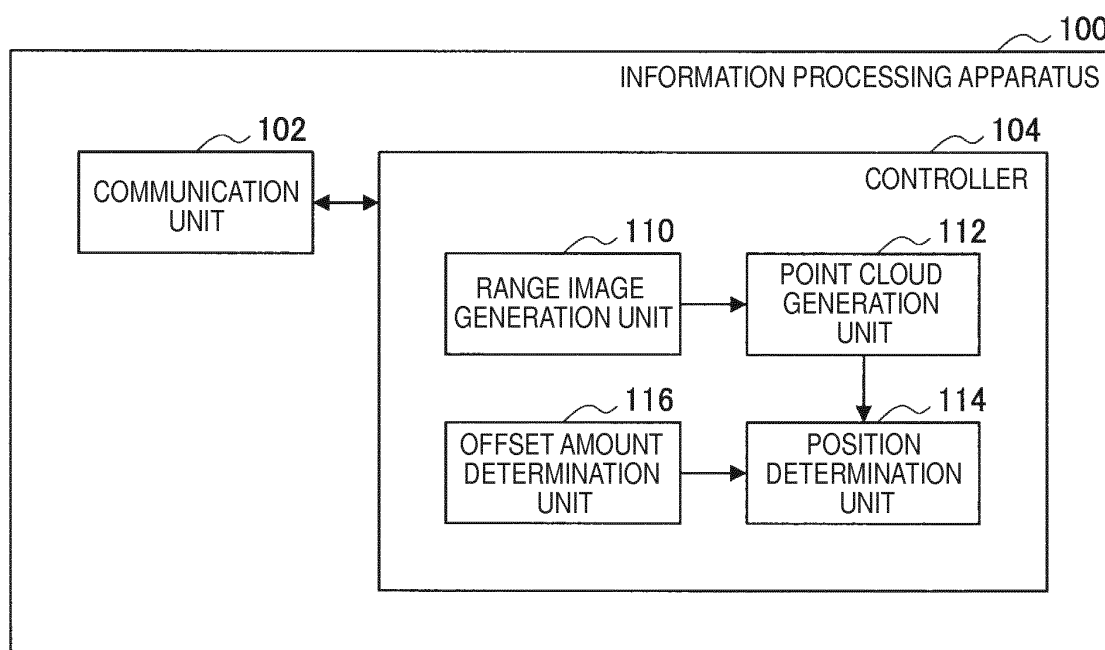 100
INFORMATION PROCESSING APPARATUS
102
COMMUNICATION
UNIT
104
CONTROLLER
110
RANGE IMAGE
GENERATION UNIT
112
POINT CLOUD
GENERATION
UNIT
116
OFFSET AMOUNT
DETERMINATION
UNIT
114
POSITION
DETERMINATION
UNIT